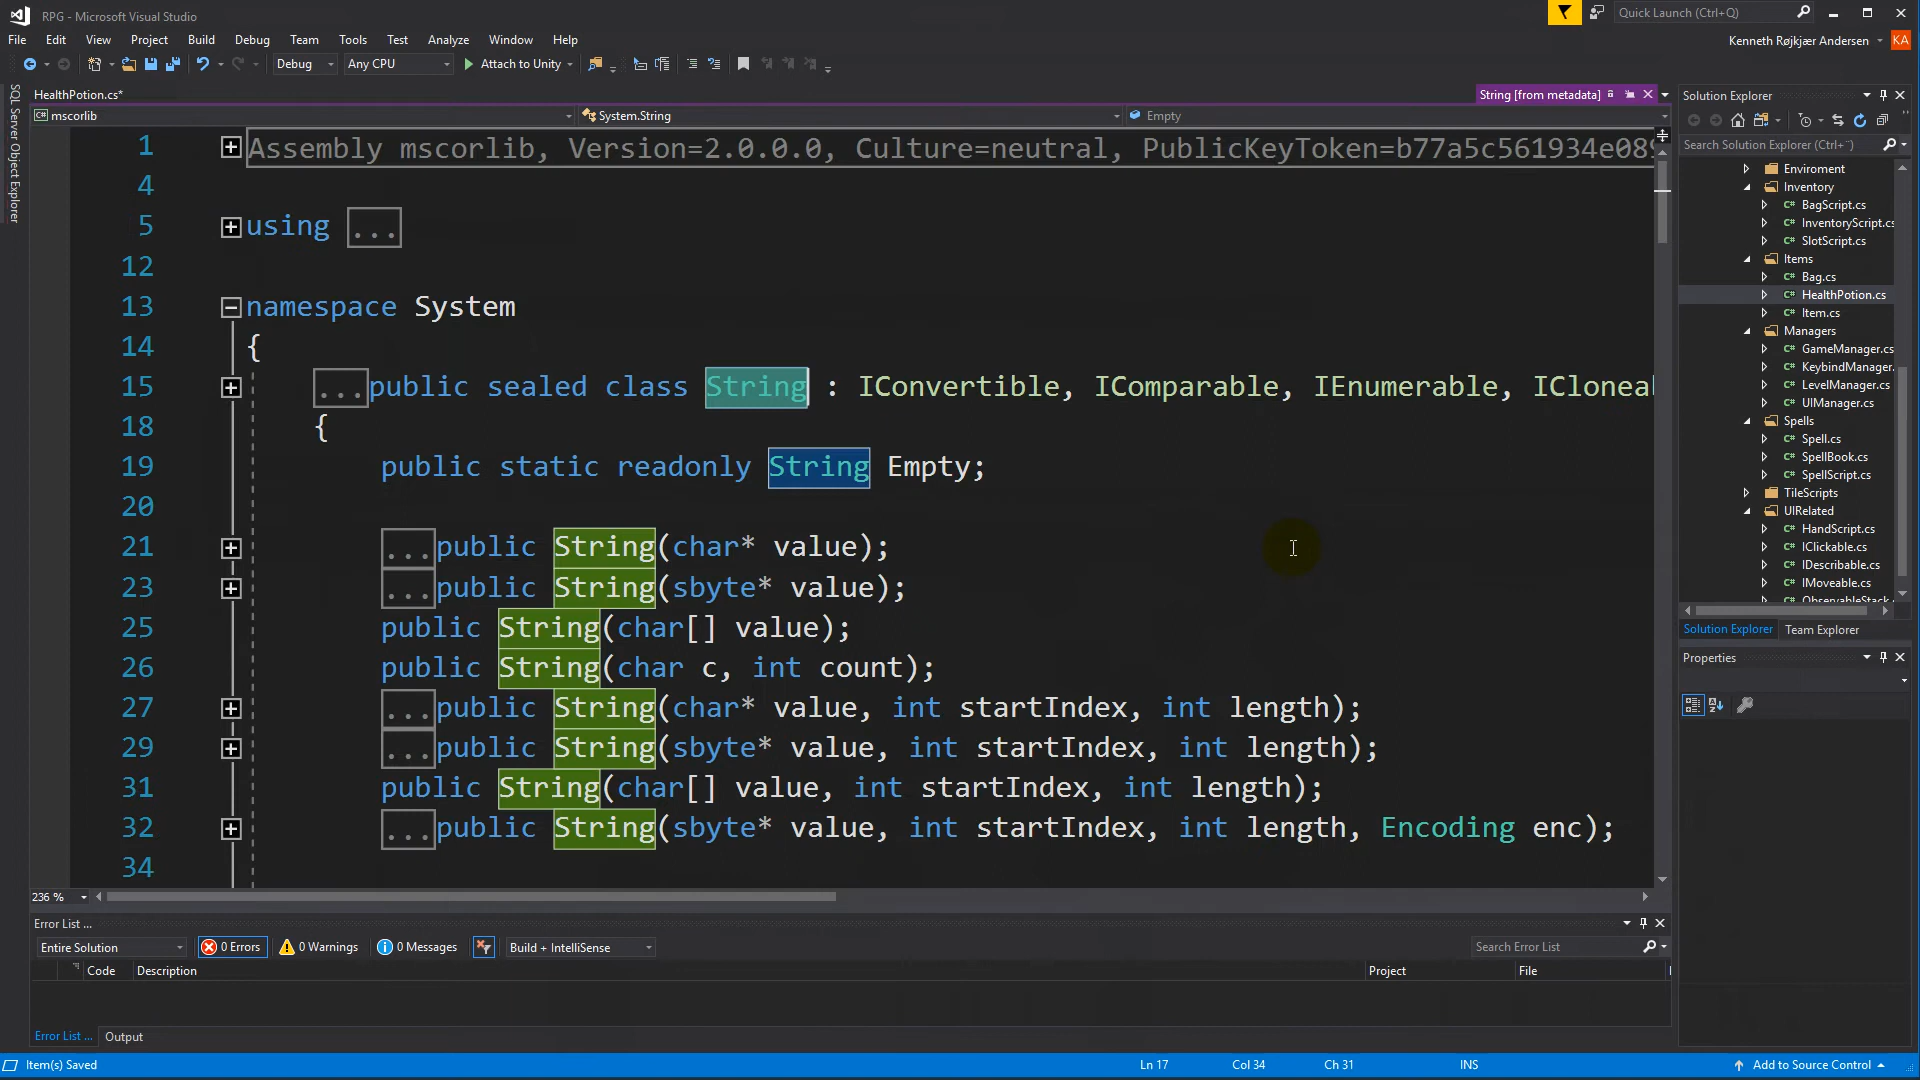 RPG - Microsoft Visual Studio
Quick Launch (Ctrl+Q)
File Edit View Project Build Debug Team Tools Test Analyze Window Help
Kenneth Røjkjær Andersen KA
Debug Any CPU Attach to Unity
SQL Server Object Explorer
HealthPotion.cs*
String [from metadata]
mscorlib System.String Empty
1 Assembly mscorlib, Version=2.0.0.0, Culture=neutral, PublicKeyToken=b77a5c561934e089
4
5 using ...
12
13 namespace System
14 {
15 ...public sealed class String : IConvertible, IComparable, IEnumerable, ICloneal
18 {
19 public static readonly String Empty;
20
21 ...public String(char* value);
23 ...public String(sbyte* value);
25 public String(char[] value);
26 public String(char c, int count);
27 ...public String(char* value, int startIndex, int length);
29 ...public String(sbyte* value, int startIndex, int length);
31 public String(char[] value, int startIndex, int length);
32 ...public String(sbyte* value, int startIndex, int length, Encoding enc);
34
236 %
Solution Explorer
Search Solution Explorer (Ctrl+¨)
Enviroment
Inventory
C# BagScript.cs
C# InventoryScript.cs
C# SlotScript.cs
Items
C# Bag.cs
C# HealthPotion.cs
C# Item.cs
Managers
C# GameManager.cs
C# KeybindManager
C# LevelManager.cs
C# UIManager.cs
Spells
C# Spell.cs
C# SpellBook.cs
C# SpellScript.cs
TileScripts
UIRelated
C# HandScript.cs
C# IClickable.cs
C# IDescribable.cs
C# IMoveable.cs
C# ObservableStack.
Solution Explorer Team Explorer
Properties
Error List ...
Entire Solution 0 Errors 0 Warnings 0 Messages Build + IntelliSense Search Error List
Code Description Project File
Error List ... Output
Item(s) Saved Ln 17 Col 34 Ch 31 INS Add to Source Control